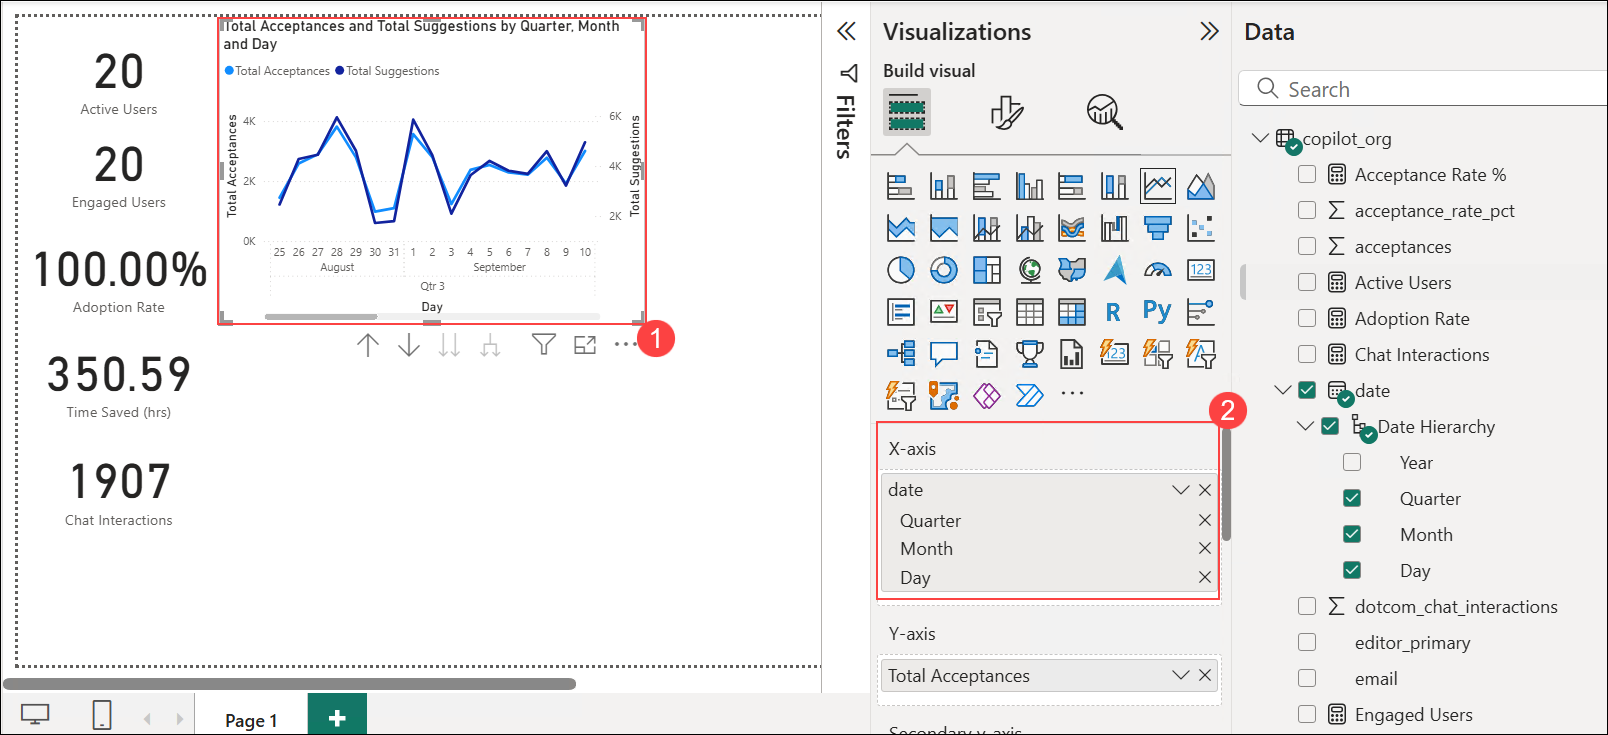 20
Active Users
20
Engaged Users
100.00%
Adoption Rate
350.59
Time Saved (hrs)
1907
Chat Interactions
Total Acceptances and Total Suggestions by Quarter, Month
and Day
Total Acceptances Total Suggestions
Total Acceptances
4K
2K
0K
6K
4K
2K
Total Suggestions
25 26 27 28 29 30 31 1 2 3 4 5 6 7 8 9 10
August September
Qtr 3
Day
1
Page 1
+
Filters
Visualizations
Build visual
123
R
Py
123
2
X-axis
date
Quarter
Month
Day
Y-axis
Total Acceptances
Secondary y-axis
Data
Search
copilot_org
Acceptance Rate %
acceptance_rate_pct
acceptances
Active Users
Adoption Rate
Chat Interactions
date
Date Hierarchy
Year
Quarter
Month
Day
dotcom_chat_interactions
editor_primary
email
Engaged Users